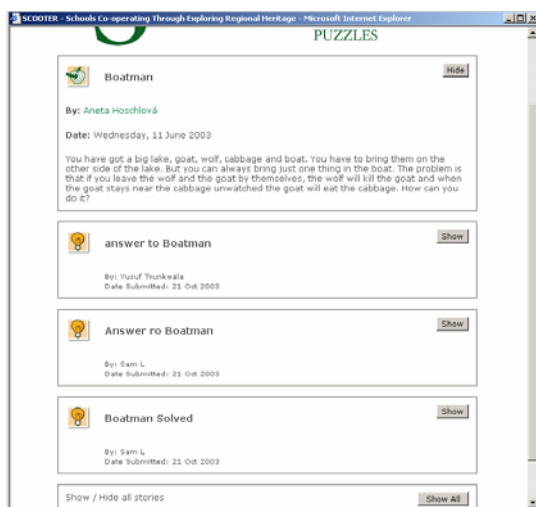 SCOOTER - Schools Co-operating Through Exploring Regional Heritage - Microsoft Internet Explorer
PUZZLES
Boatman
Hide
By: Aneta Hoschlová
Date: Wednesday, 11 June 2003
You have got a big lake, goat, wolf, cabbage and boat. You have to bring them on the
other side of the lake. But you can always bring just one thing in the boat. The problem is
that if you leave the wolf and the goat by themselves, the wolf will kill the goat and when
the goat stays near the cabbage unwatched the goat will eat the cabbage. How can you
do it?
answer to Boatman
Show
By: Yusuf Trunkwala
Date Submitted: 21 Oct 2003
Answer ro Boatman
Show
By: Sam L
Date Submitted: 21 Oct 2003
Boatman Solved
Show
By: Sam L
Date Submitted: 21 Oct 2003
Show / Hide all stories
Show All